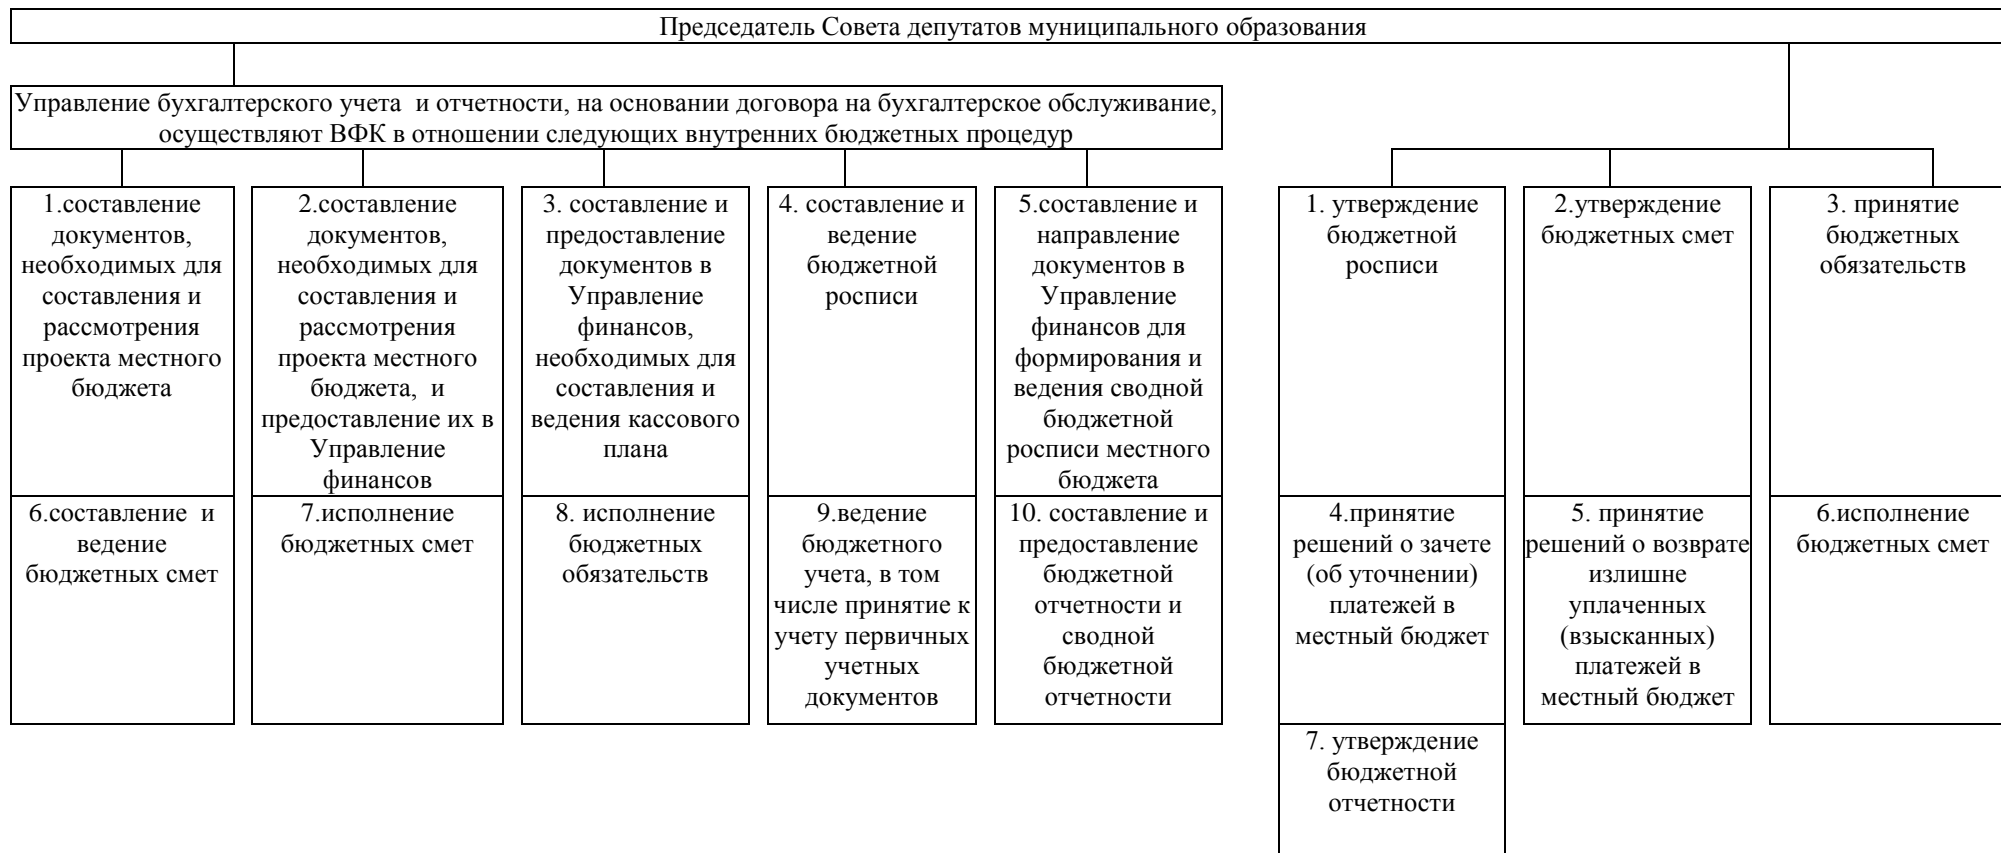 Председатель Совета депутатов муниципального образования
Управление бухгалтерского учета и отчетности, на основании договора на бухгалтерское обслуживание,
осуществляют ВФК в отношении следующих внутренних бюджетных процедур
1.составление
документов,
необходимых для
составления и
рассмотрения
проекта местного
бюджета
2.составление
документов,
необходимых для
составления и
рассмотрения
проекта местного
бюджета, и
предоставление их в
Управление
финансов
3. составление и
предоставление
документов в
Управление
финансов,
необходимых для
составления и
ведения кассового
плана
4. составление и
ведение
бюджетной
росписи
5.составление и
направление
документов в
Управление
финансов для
формирования и
ведения сводной
бюджетной
росписи местного
бюджета
6.составление и
ведение
бюджетных смет
7.исполнение
бюджетных смет
8. исполнение
бюджетных
обязательств
9.ведение
бюджетного
учета, в том
числе принятие к
учету первичных
учетных
документов
10. составление и
предоставление
бюджетной
отчетности и
сводной
бюджетной
отчетности
1. утверждение
бюджетной
росписи
2.утверждение
бюджетных смет
3. принятие
бюджетных
обязательств
4.принятие
решений о зачете
(об уточнении)
платежей в
местный бюджет
5. принятие
решений о возврате
излишне
уплаченных
(взысканных)
платежей в
местный бюджет
6.исполнение
бюджетных смет
7. утверждение
бюджетной
отчетности